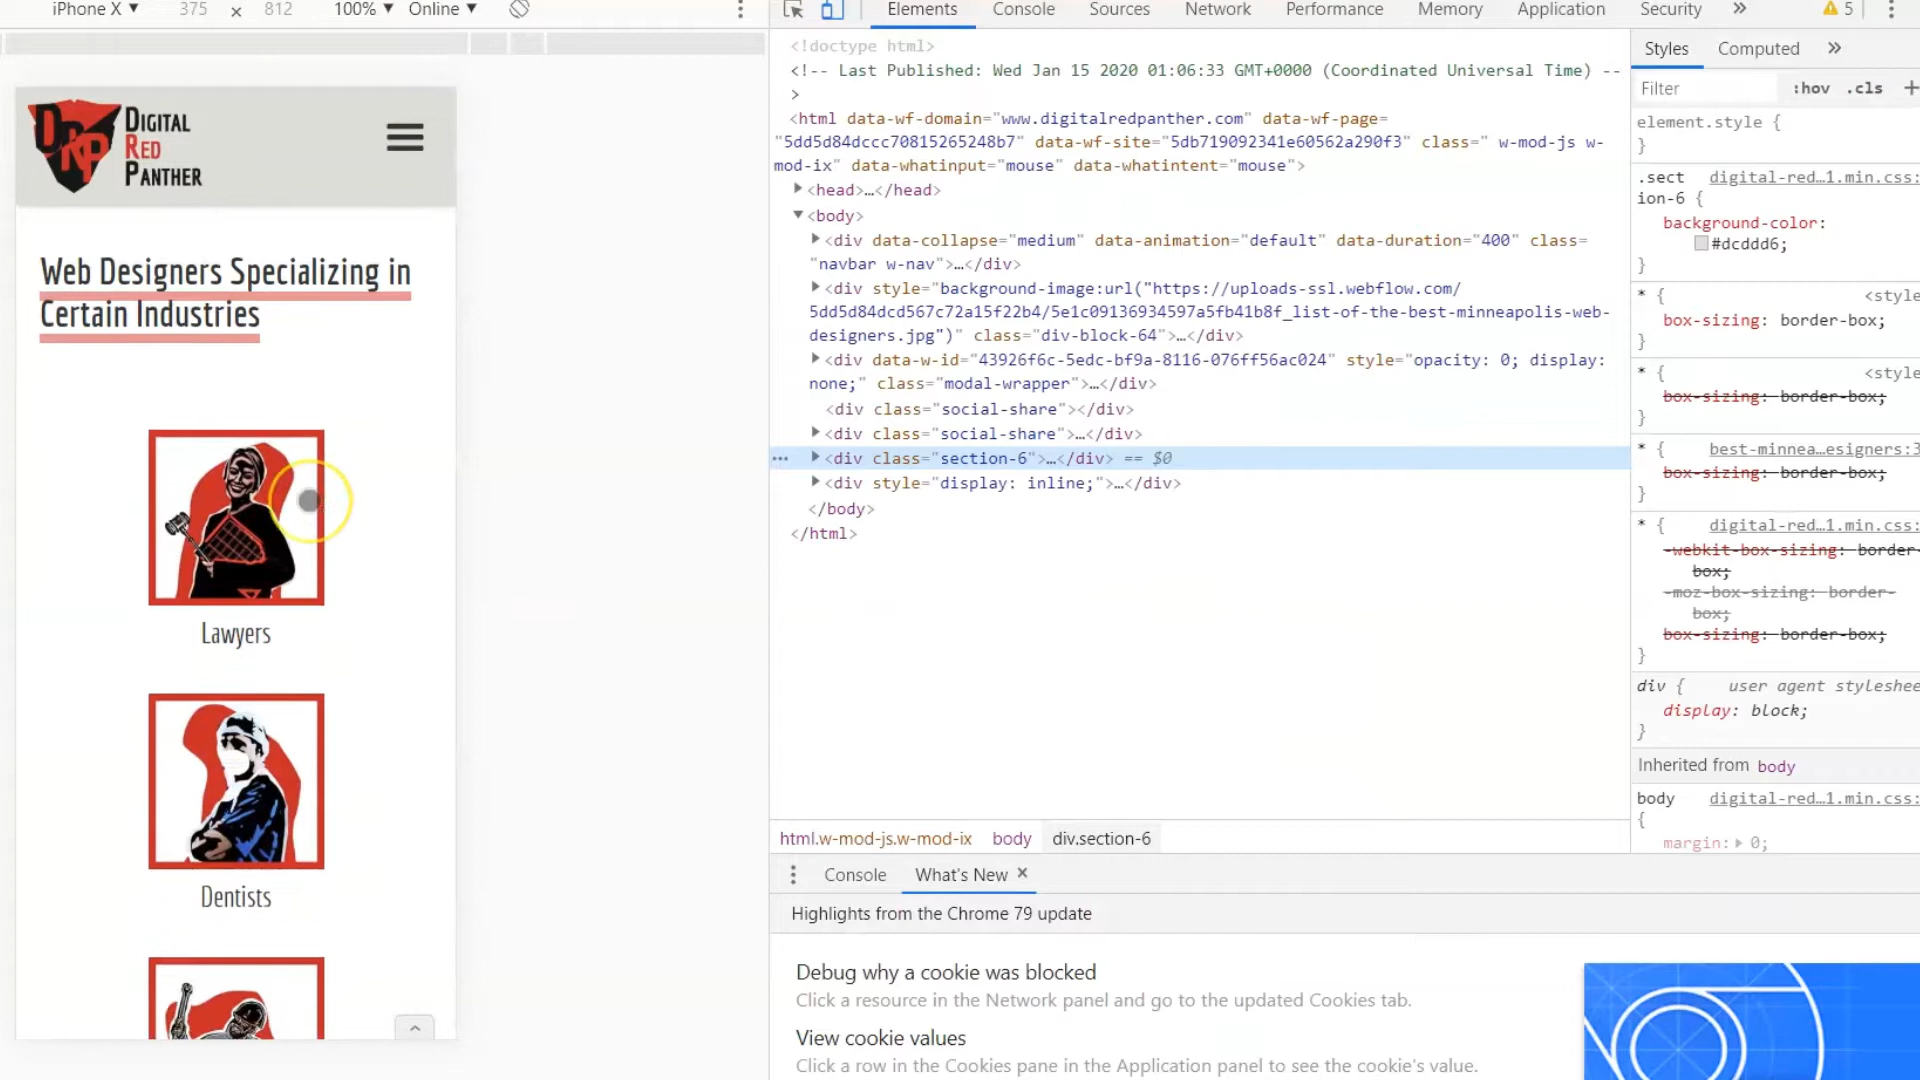 iPhone X ▼ 375 x 812 100% ▼ Online ▼
Elements Console Sources Network Performance Memory Application Security » 5
DRP
DIGITAL
RED
PANTHER
Web Designers Specializing in
Certain Industries
Lawyers
Dentists
<!doctype html>
<!-- Last Published: Wed Jan 15 2020 01:06:33 GMT+0000 (Coordinated Universal Time) --
>
<html data-wf-domain="www.digitalredpanther.com" data-wf-page=
"5dd5d84dccc70815265248b7" data-wf-site="5db719092341e60562a290f3" class=" w-mod-js w-
mod-ix" data-whatinput="mouse" data-whatintent="mouse">
<head>…</head>
<body>
<div data-collapse="medium" data-animation="default" data-duration="400" class=
"navbar w-nav">…</div>
<div style="background-image:url("https://uploads-ssl.webflow.com/
5dd5d84dcd567c72a15f22b4/5e1c09136934597a5fb41b8f_list-of-the-best-minneapolis-web-
designers.jpg")" class="div-block-64">…</div>
<div data-w-id="43926f6c-5edc-bf9a-8116-076ff56ac024" style="opacity: 0; display:
none;" class="modal-wrapper">…</div>
<div class="social-share"></div>
<div class="social-share">…</div>
… <div class="section-6">…</div> == $0
<div style="display: inline;">…</div>
</body>
</html>
html.w-mod-js.w-mod-ix body div.section-6
Console What's New ×
Highlights from the Chrome 79 update
Debug why a cookie was blocked
Click a resource in the Network panel and go to the updated Cookies tab.
View cookie values
Click a row in the Cookies pane in the Application panel to see the cookie's value.
Styles Computed »
Filter :hov .cls +
element.style {
}
.sect digital-red…1.min.css:
ion-6 {
background-color:
#dcddd6;
}
* { <style
box-sizing: border-box;
}
* { <style
box-sizing: border-box;
}
* { best-minnea…esigners:3
box-sizing: border-box;
}
* { digital-red…1.min.css:
-webkit-box-sizing: border-
box;
-moz-box-sizing: border-
box;
box-sizing: border-box;
}
div { user agent styleshee
display: block;
}
Inherited from body
body digital-red…1.min.css:
{
margin: 0;